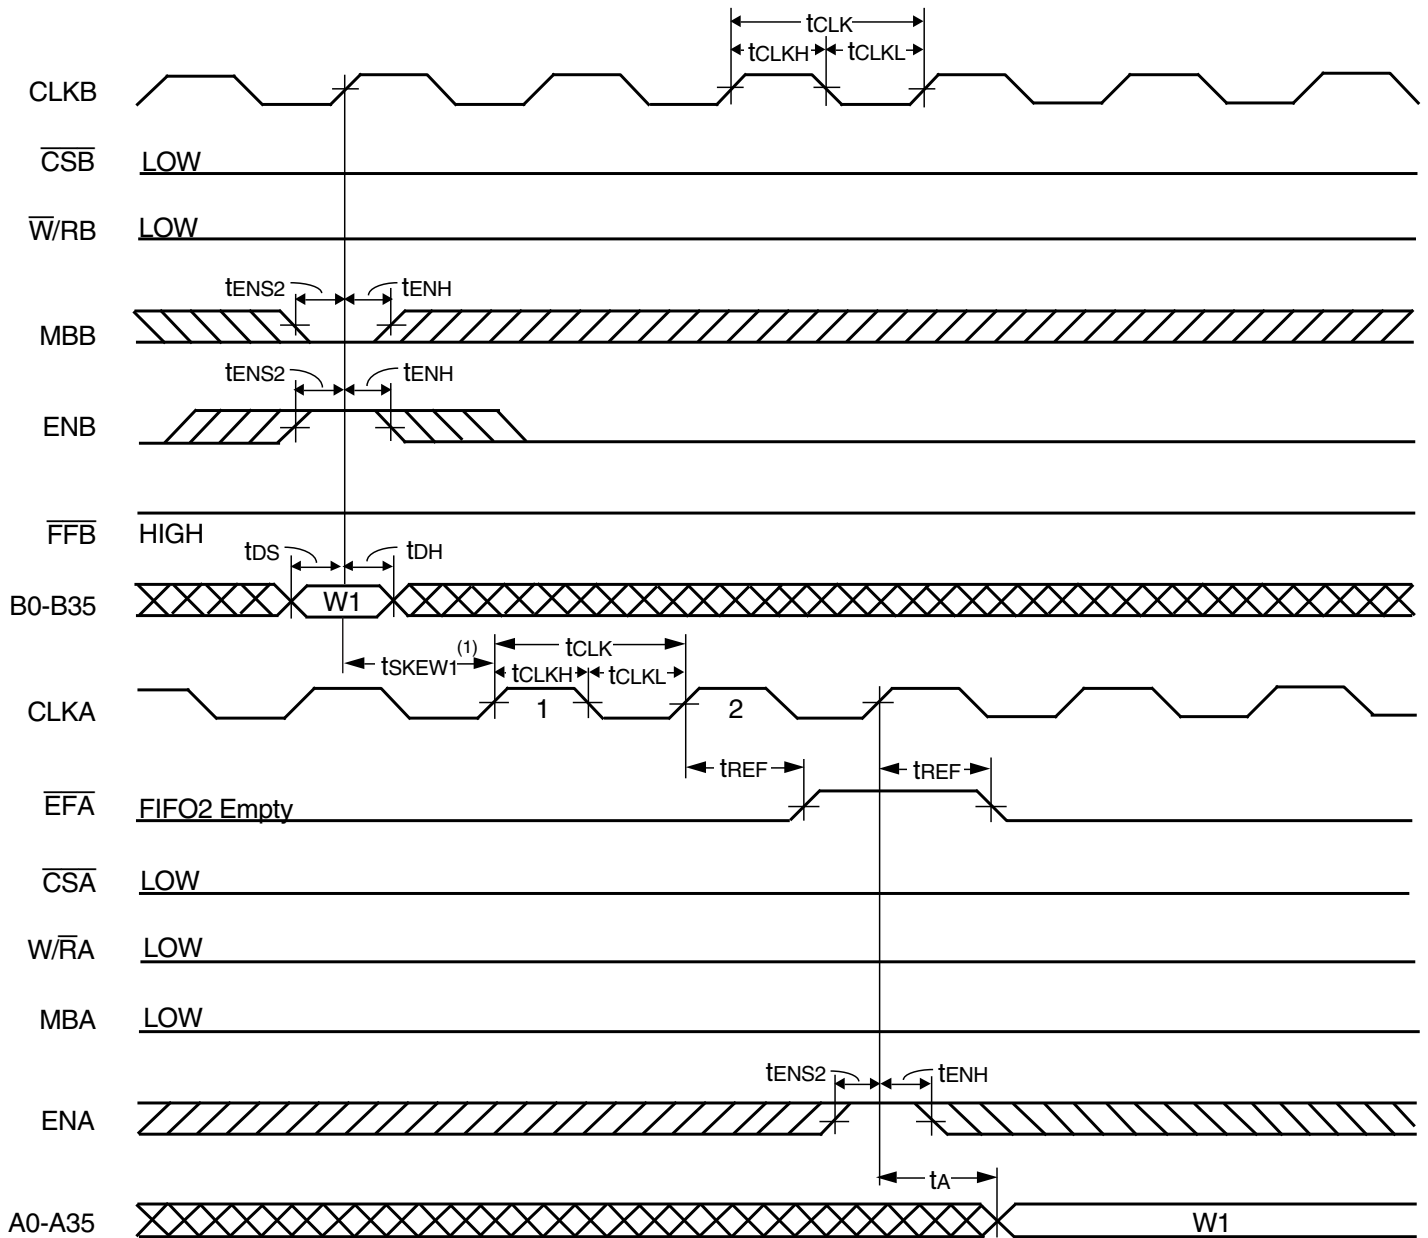 tCLK
tCLKH tCLKL
CLKB
CSB LOW
W/RB LOW
tENS2 tENH
MBB
tENS2 tENH
ENB
FFB HIGH
tDS tDH
B0-B35 W1
tSKEW1(1) tCLK
tCLKH tCLKL
CLKA 1 2
tREF tREF
EFA FIFO2 Empty
CSA LOW
W/RA LOW
MBA LOW
tENS2 tENH
ENA
tA
A0-A35 W1